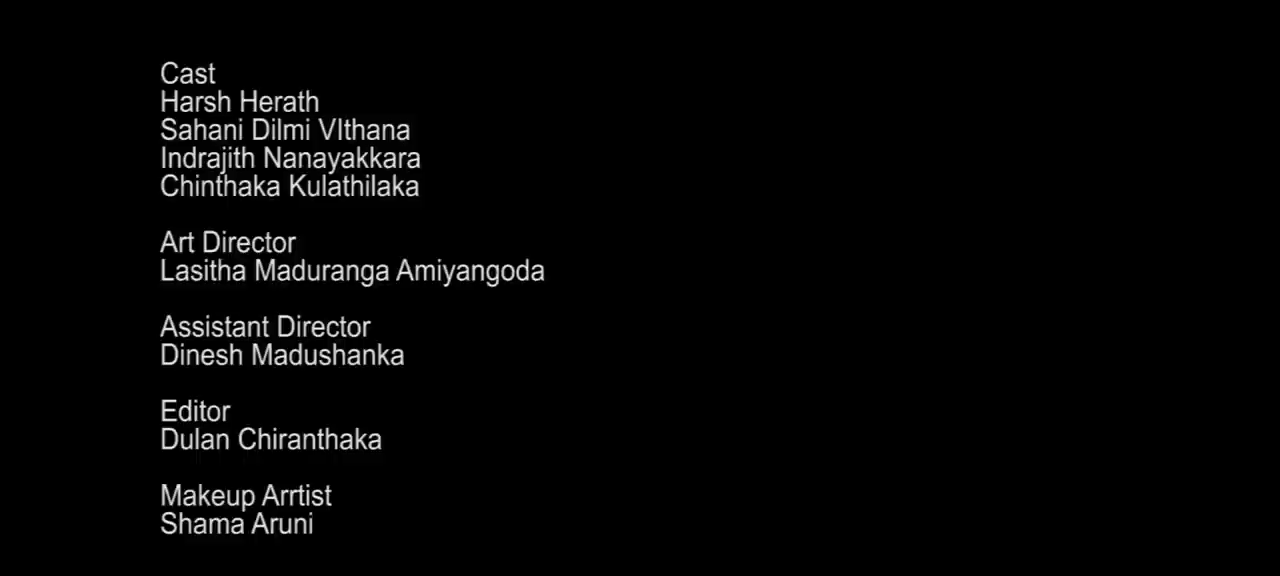 Cast
Harsh Herath
Sahani Dilmi VIthana
Indrajith Nanayakkara
Chinthaka Kulathilaka
Art Director
Lasitha Maduranga Amiyangoda
Assistant Director
Dinesh Madushanka
Editor
Dulan Chiranthaka
Makeup Arrtist
Shama Aruni